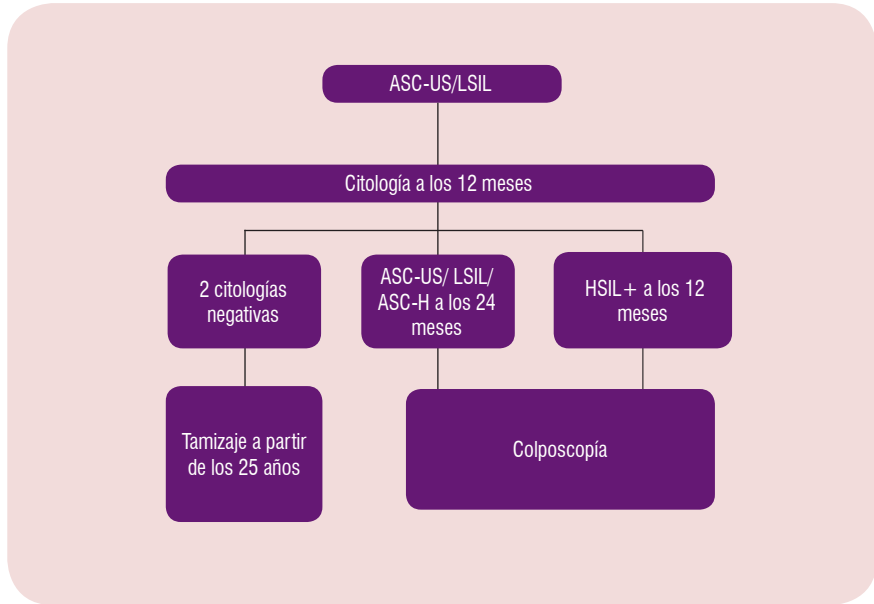 ASC-US/LSIL
Citología a los 12 meses
2 citologías
negativas
ASC-US/ LSIL/
ASC-H a los 24
meses
HSIL+ a los 12
meses
Tamizaje a partir
de los 25 años
Colposcopía